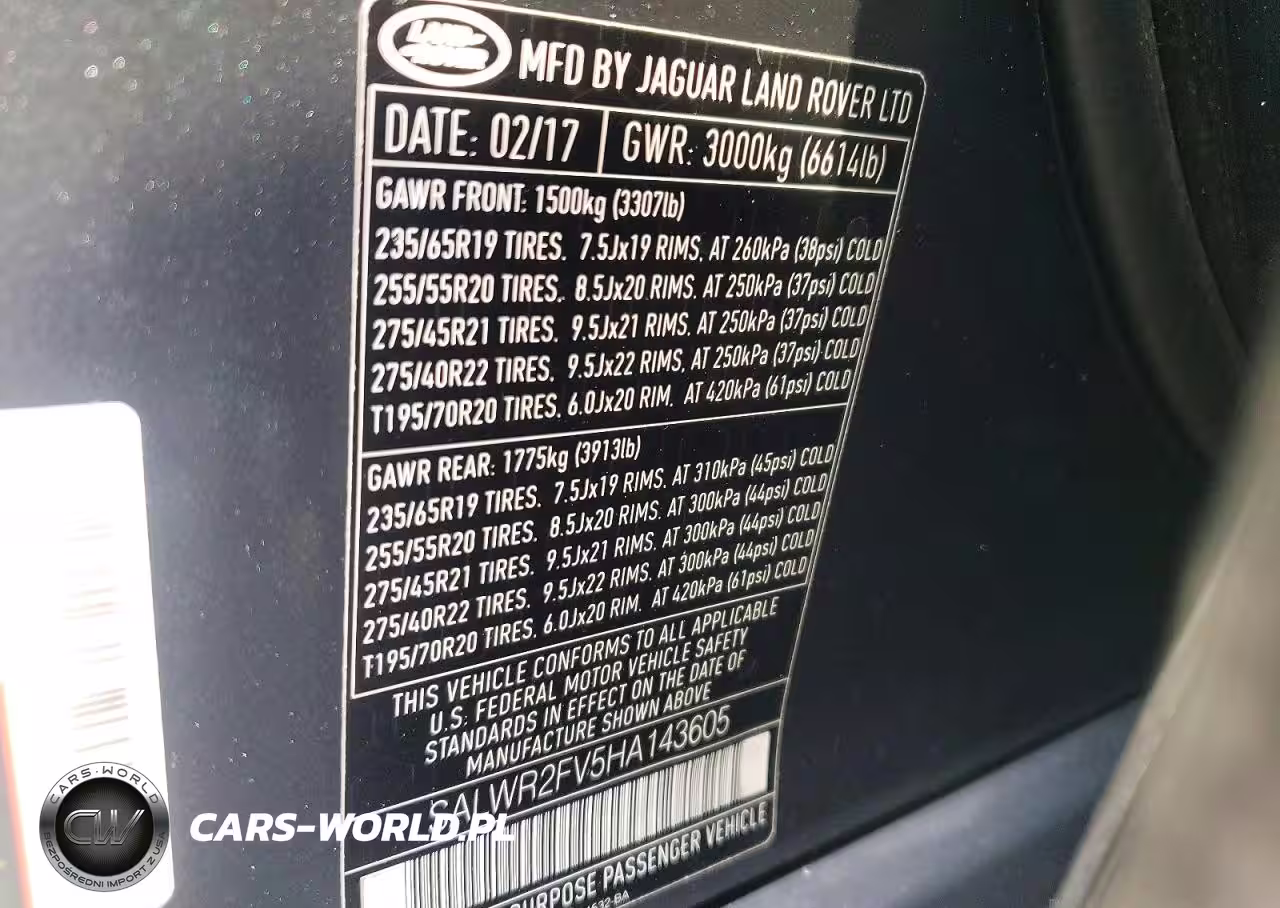 LAND-
ROVER
MFD BY JAGUAR LAND ROVER LTD
DATE: 02/17 GWR: 3000kg (6614lb)
GAWR FRONT: 1500kg (3307lb)
235/65R19 TIRES. 7.5Jx19 RIMS. AT 260kPa (38psi) COLD
255/55R20 TIRES. 8.5Jx20 RIMS. AT 250kPa (37psi) COLD
275/45R21 TIRES. 9.5Jx21 RIMS. AT 250kPa (37psi) COLD
275/40R22 TIRES. 9.5Jx22 RIMS. AT 250kPa (37psi) COLD
T195/70R20 TIRES. 6.0Jx20 RIM. AT 420kPa (61psi) COLD
GAWR REAR: 1775kg (3913lb)
235/65R19 TIRES. 7.5Jx19 RIMS. AT 310kPa (45psi) COLD
255/55R20 TIRES. 8.5Jx20 RIMS. AT 300kPa (44psi) COLD
275/45R21 TIRES. 9.5Jx21 RIMS. AT 300kPa (44psi) COLD
275/40R22 TIRES. 9.5Jx22 RIMS. AT 300kPa (44psi) COLD
T195/70R20 TIRES. 6.0Jx20 RIM. AT 420kPa (61psi) COLD
THIS VEHICLE CONFORMS TO ALL APPLICABLE
U.S. FEDERAL MOTOR VEHICLE SAFETY
STANDARDS IN EFFECT ON THE DATE OF
MANUFACTURE SHOWN ABOVE
SALWR2FV5HA143605
PURPOSE PASSENGER VEHICLE
CARS-WORLD
CW
BEZPOŚREDNI IMPORT Z USA
CARS-WORLD.PL